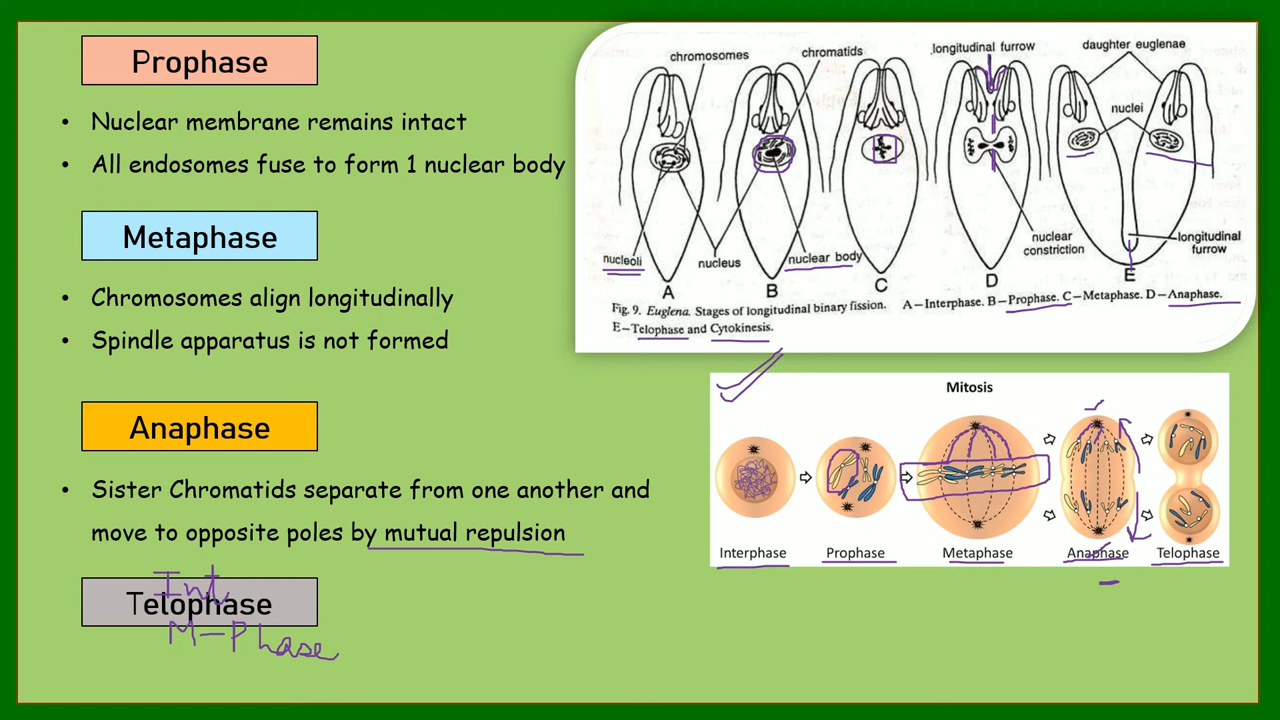 Prophase
• Nuclear membrane remains intact
• All endosomes fuse to form 1 nuclear body
Metaphase
• Chromosomes align longitudinally
• Spindle apparatus is not formed
Anaphase
• Sister Chromatids separate from one another and
move to opposite poles by mutual repulsion
Int
Telophase
M-Phase
chromosomes
chromatids
longitudinal furrow
daughter euglenae
nuclei
nucleoli
nucleus
nuclear body
nuclear
constriction
longitudinal
furrow
A
B
C
D
E
Fig. 9. Euglena. Stages of longitudinal binary fission. A—Interphase. B—Prophase. C—Metaphase. D—Anaphase.
E—Telophase and Cytokinesis.
Mitosis
Interphase
Prophase
Metaphase
Anaphase
Telophase